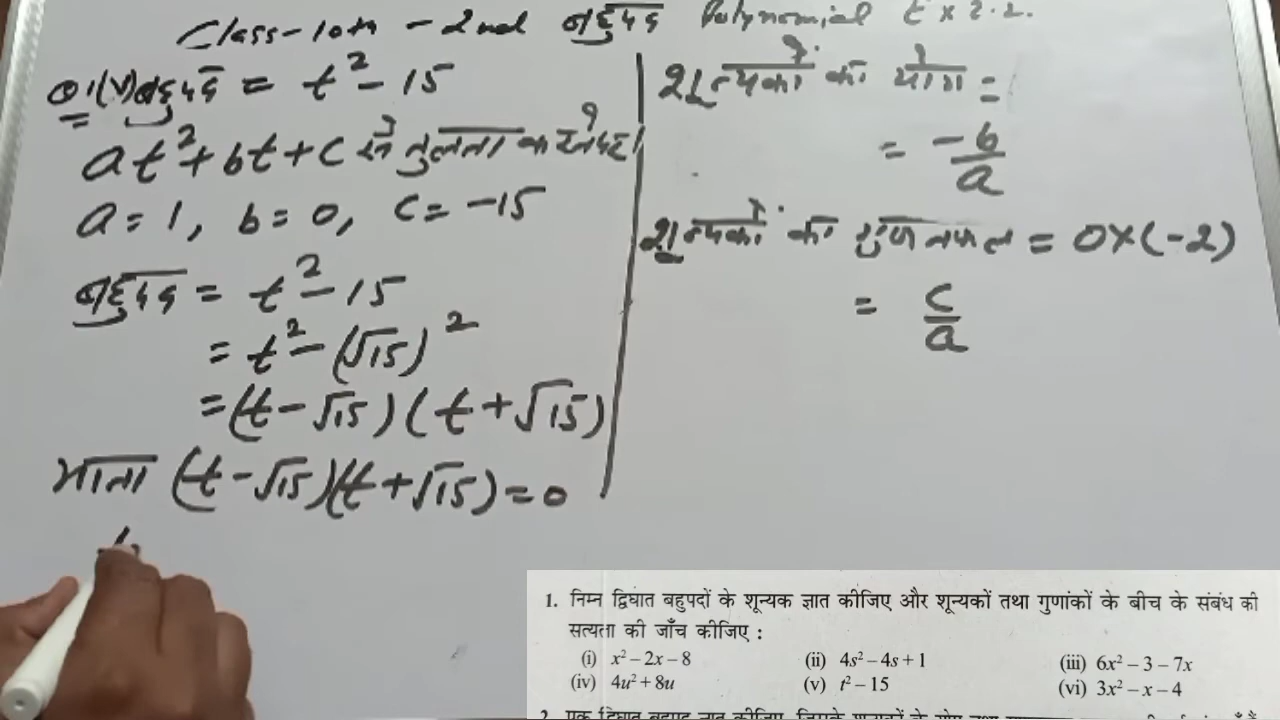 Class-10th - 2nd बहुपद Polynomial Ex 2.2.
θ1(V) बहुपद = t² - 15
at² + bt + c से तुलना करने पर।
a = 1, b = 0, c = -15
बहुपद = t² - 15
= t² - (√15)²
= (t - √15) (t + √15)
माना (t - √15)(t + √15) = 0
शून्यकों का योग =
= -b/a
शून्यकों का गुणनफल = 0 × (-2)
= c/a
1. निम्न द्विघात बहुपदों के शून्यक ज्ञात कीजिए और शून्यकों तथा गुणांकों के बीच के संबंध की
सत्यता की जाँच कीजिए :
(i) x² – 2x – 8 (ii) 4s² – 4s + 1 (iii) 6x² – 3 – 7x
(iv) 4u² + 8u (v) t² – 15 (vi) 3x² – x – 4